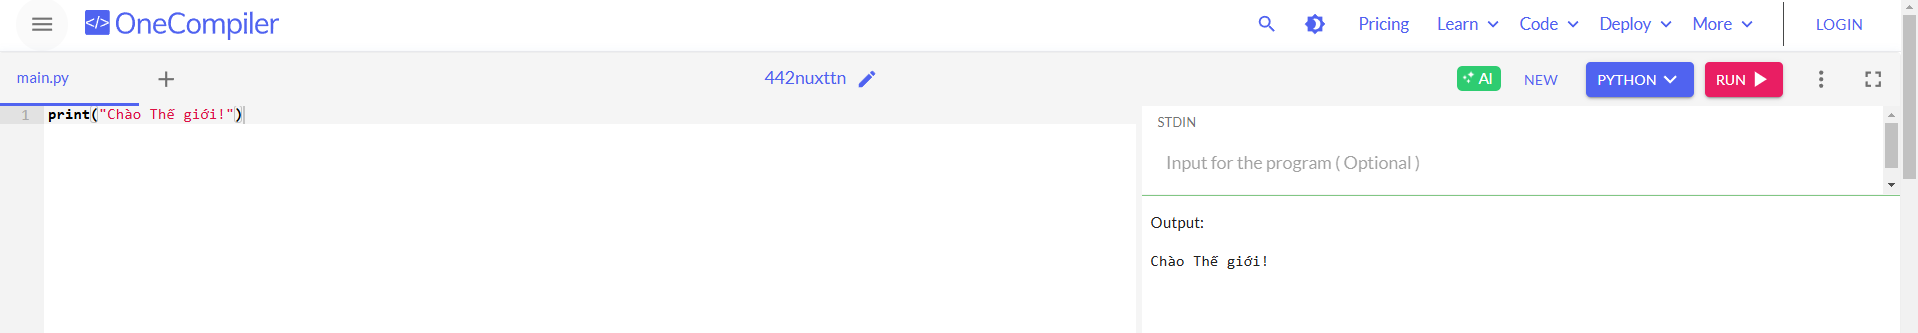 </> OneCompiler Pricing Learn Code Deploy More LOGIN
main.py + 442nuxttn AI NEW PYTHON RUN
1 print("Chào Thế giới!")
STDIN
Input for the program ( Optional )
Output:
Chào Thế giới!